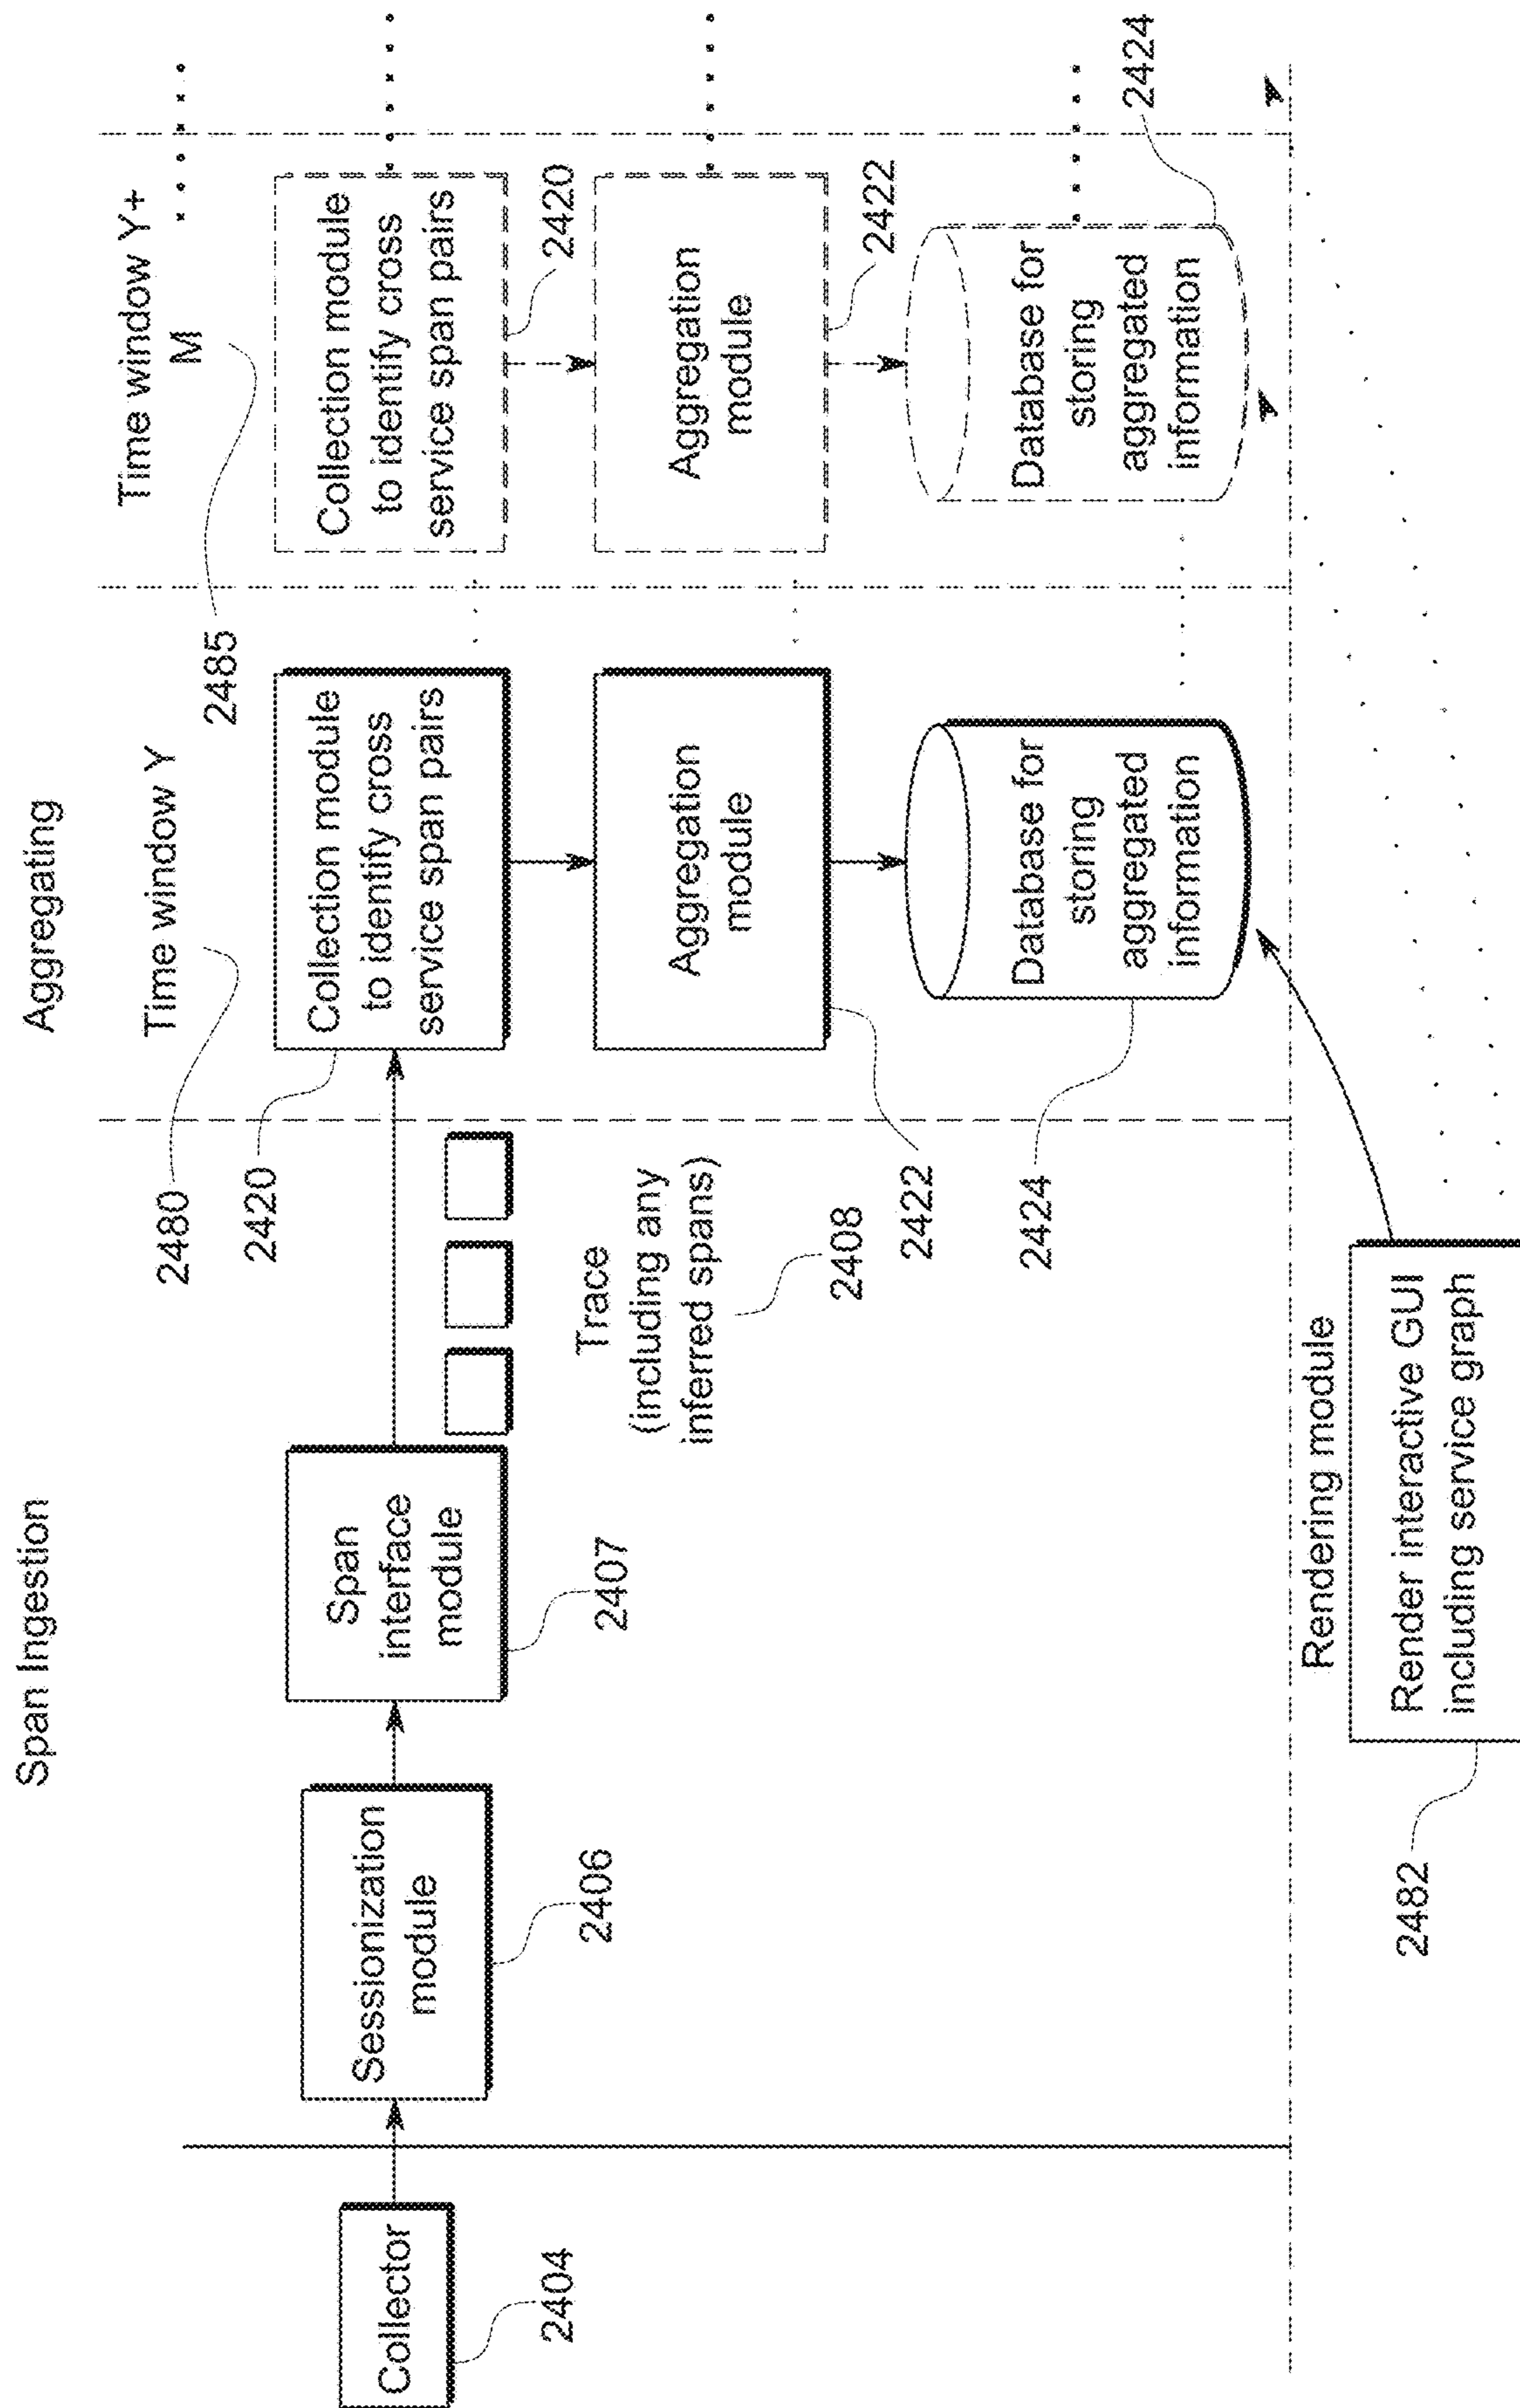 Span Ingestion
Aggregating
Time window Y
Time window Y+
M
2480
2485
Collector
2404
Sessionization
module
2406
Span
interface
module
2407
Trace
(including any
inferred spans)
2408
Collection module
to identify cross
service span pairs
2420
Aggregation
module
2422
Database for
storing
aggregated
information
2424
Collection module
to identify cross
service span pairs
2420
Aggregation
module
2422
Database for
storing
aggregated
information
2424
Rendering module
Render interactive GUI
including service graph
2482